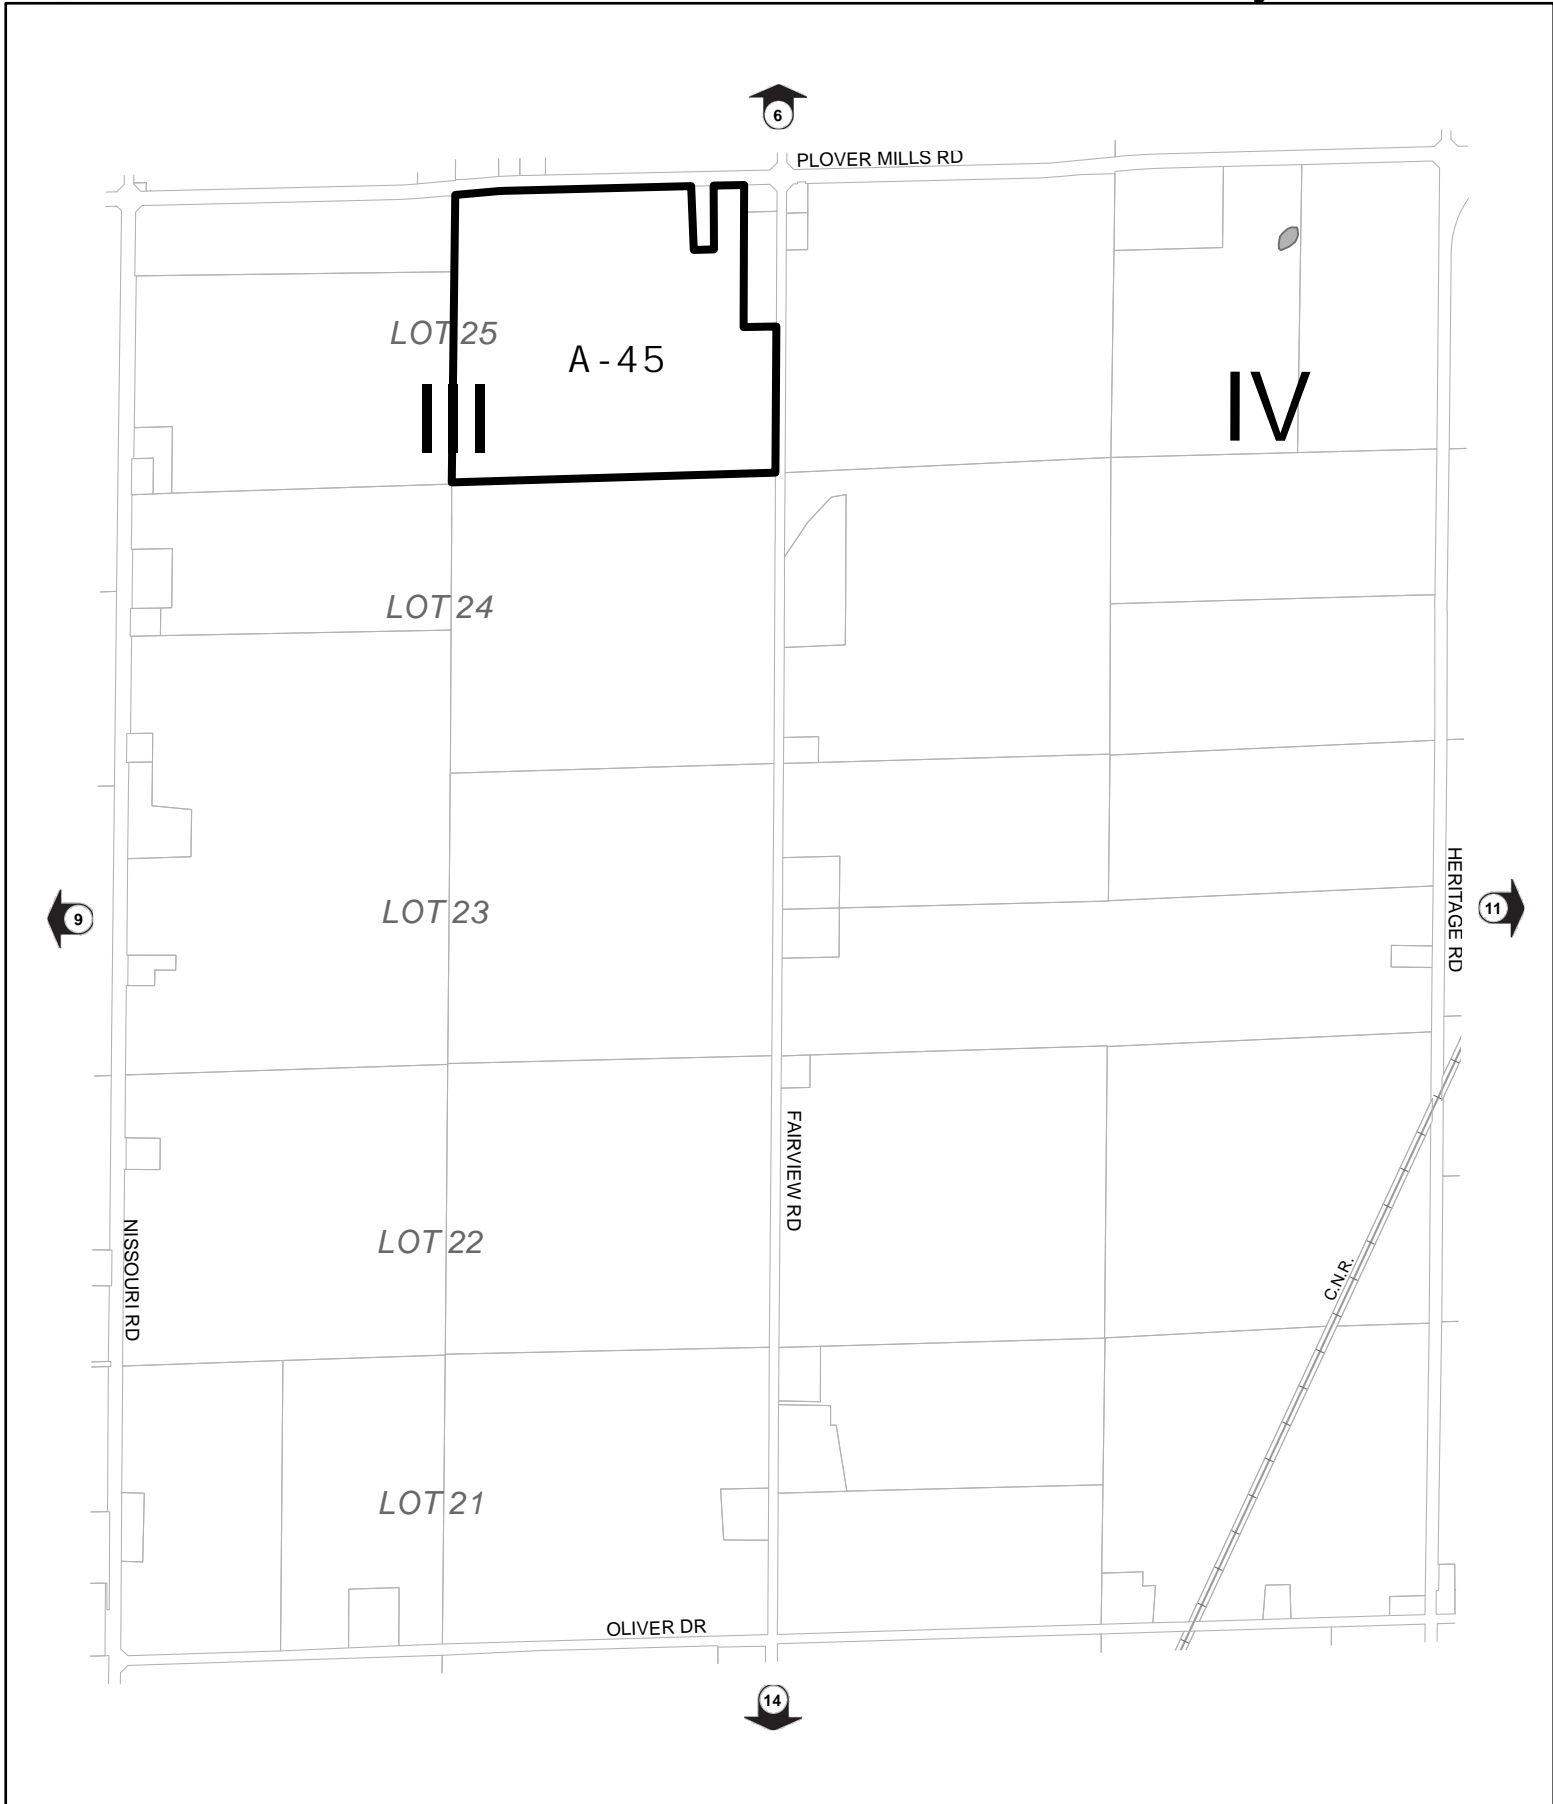 6
PLOVER MILLS RD
LOT 25
A-45
III
IV
LOT 24
9
LOT 23
HERITAGE RD
11
FAIRVIEW RD
NISSOURI RD
LOT 22
C.N.R.
LOT 21
OLIVER DR
14